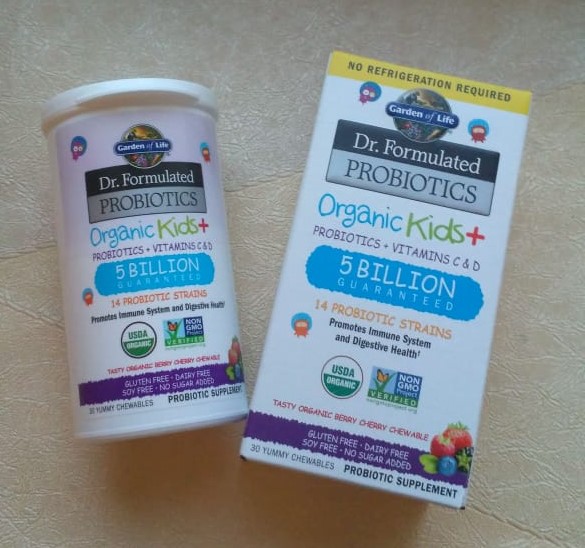 Garden of Life
Dr. Formulated
PROBIOTICS
Organic Kids+
PROBIOTICS + VITAMINS C & D
5 BILLION
GUARANTEED
14 PROBIOTIC STRAINS
Promotes Immune System and Digestive Health†
USDA
ORGANIC
NON
GMO
Project
VERIFIED
TASTY ORGANIC BERRY CHERRY CHEWABLE
GLUTEN FREE • DAIRY FREE
SOY FREE • NO SUGAR ADDED
30 YUMMY CHEWABLES PROBIOTIC SUPPLEMENT
NO REFRIGERATION REQUIRED
Garden of Life
Dr. Formulated
PROBIOTICS
Organic Kids+
PROBIOTICS + VITAMINS C & D
5 BILLION
GUARANTEED
14 PROBIOTIC STRAINS
Promotes Immune System
and Digestive Health†
USDA
ORGANIC
NON
GMO
Project
VERIFIED
nongmoproject.org
TASTY ORGANIC BERRY CHERRY CHEWABLE
GLUTEN FREE • DAIRY FREE
SOY FREE • NO SUGAR ADDED
30 YUMMY CHEWABLES PROBIOTIC SUPPLEMENT